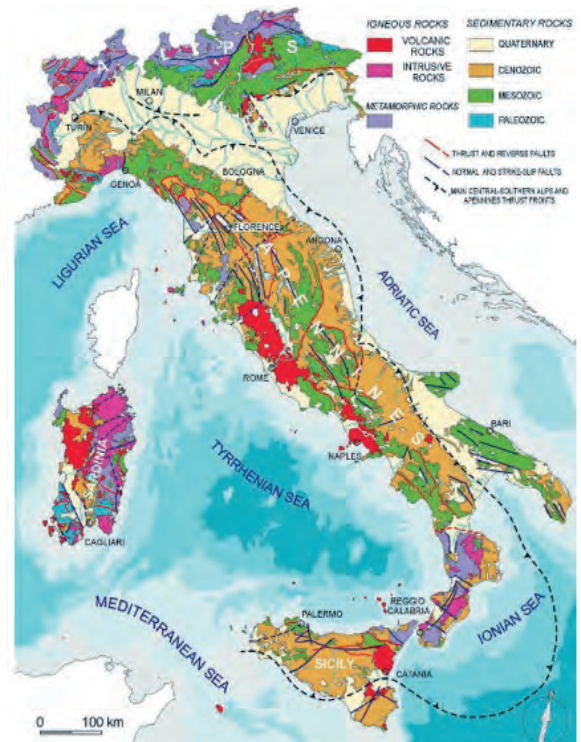 IGNEOUS ROCKS
VOLCANIC
ROCKS
INTRUSIVE
ROCKS
METAMORPHIC ROCKS
SEDIMENTARY ROCKS
QUATERNARY
CENOZOIC
MESOZOIC
PALEOZOIC
THRUST AND REVERSE FAULTS
NORMAL AND STRIKE-SLIP FAULTS
MAIN CENTRAL-SOUTHERN ALPS AND
APENNINES THRUST FRONTS
ALPS
MILAN
TURIN
VENICE
GENOA
BOLOGNA
FLORENCE
ANCONA
LIGURIAN SEA
ADRIATIC SEA
APENNINES
ROME
NAPLES
BARI
SARDINIA
CAGLIARI
TYRRHENIAN SEA
MEDITERRANEAN SEA
PALERMO
REGGIO
CALABRIA
IONIAN SEA
SICILY
CATANIA
0 100 km